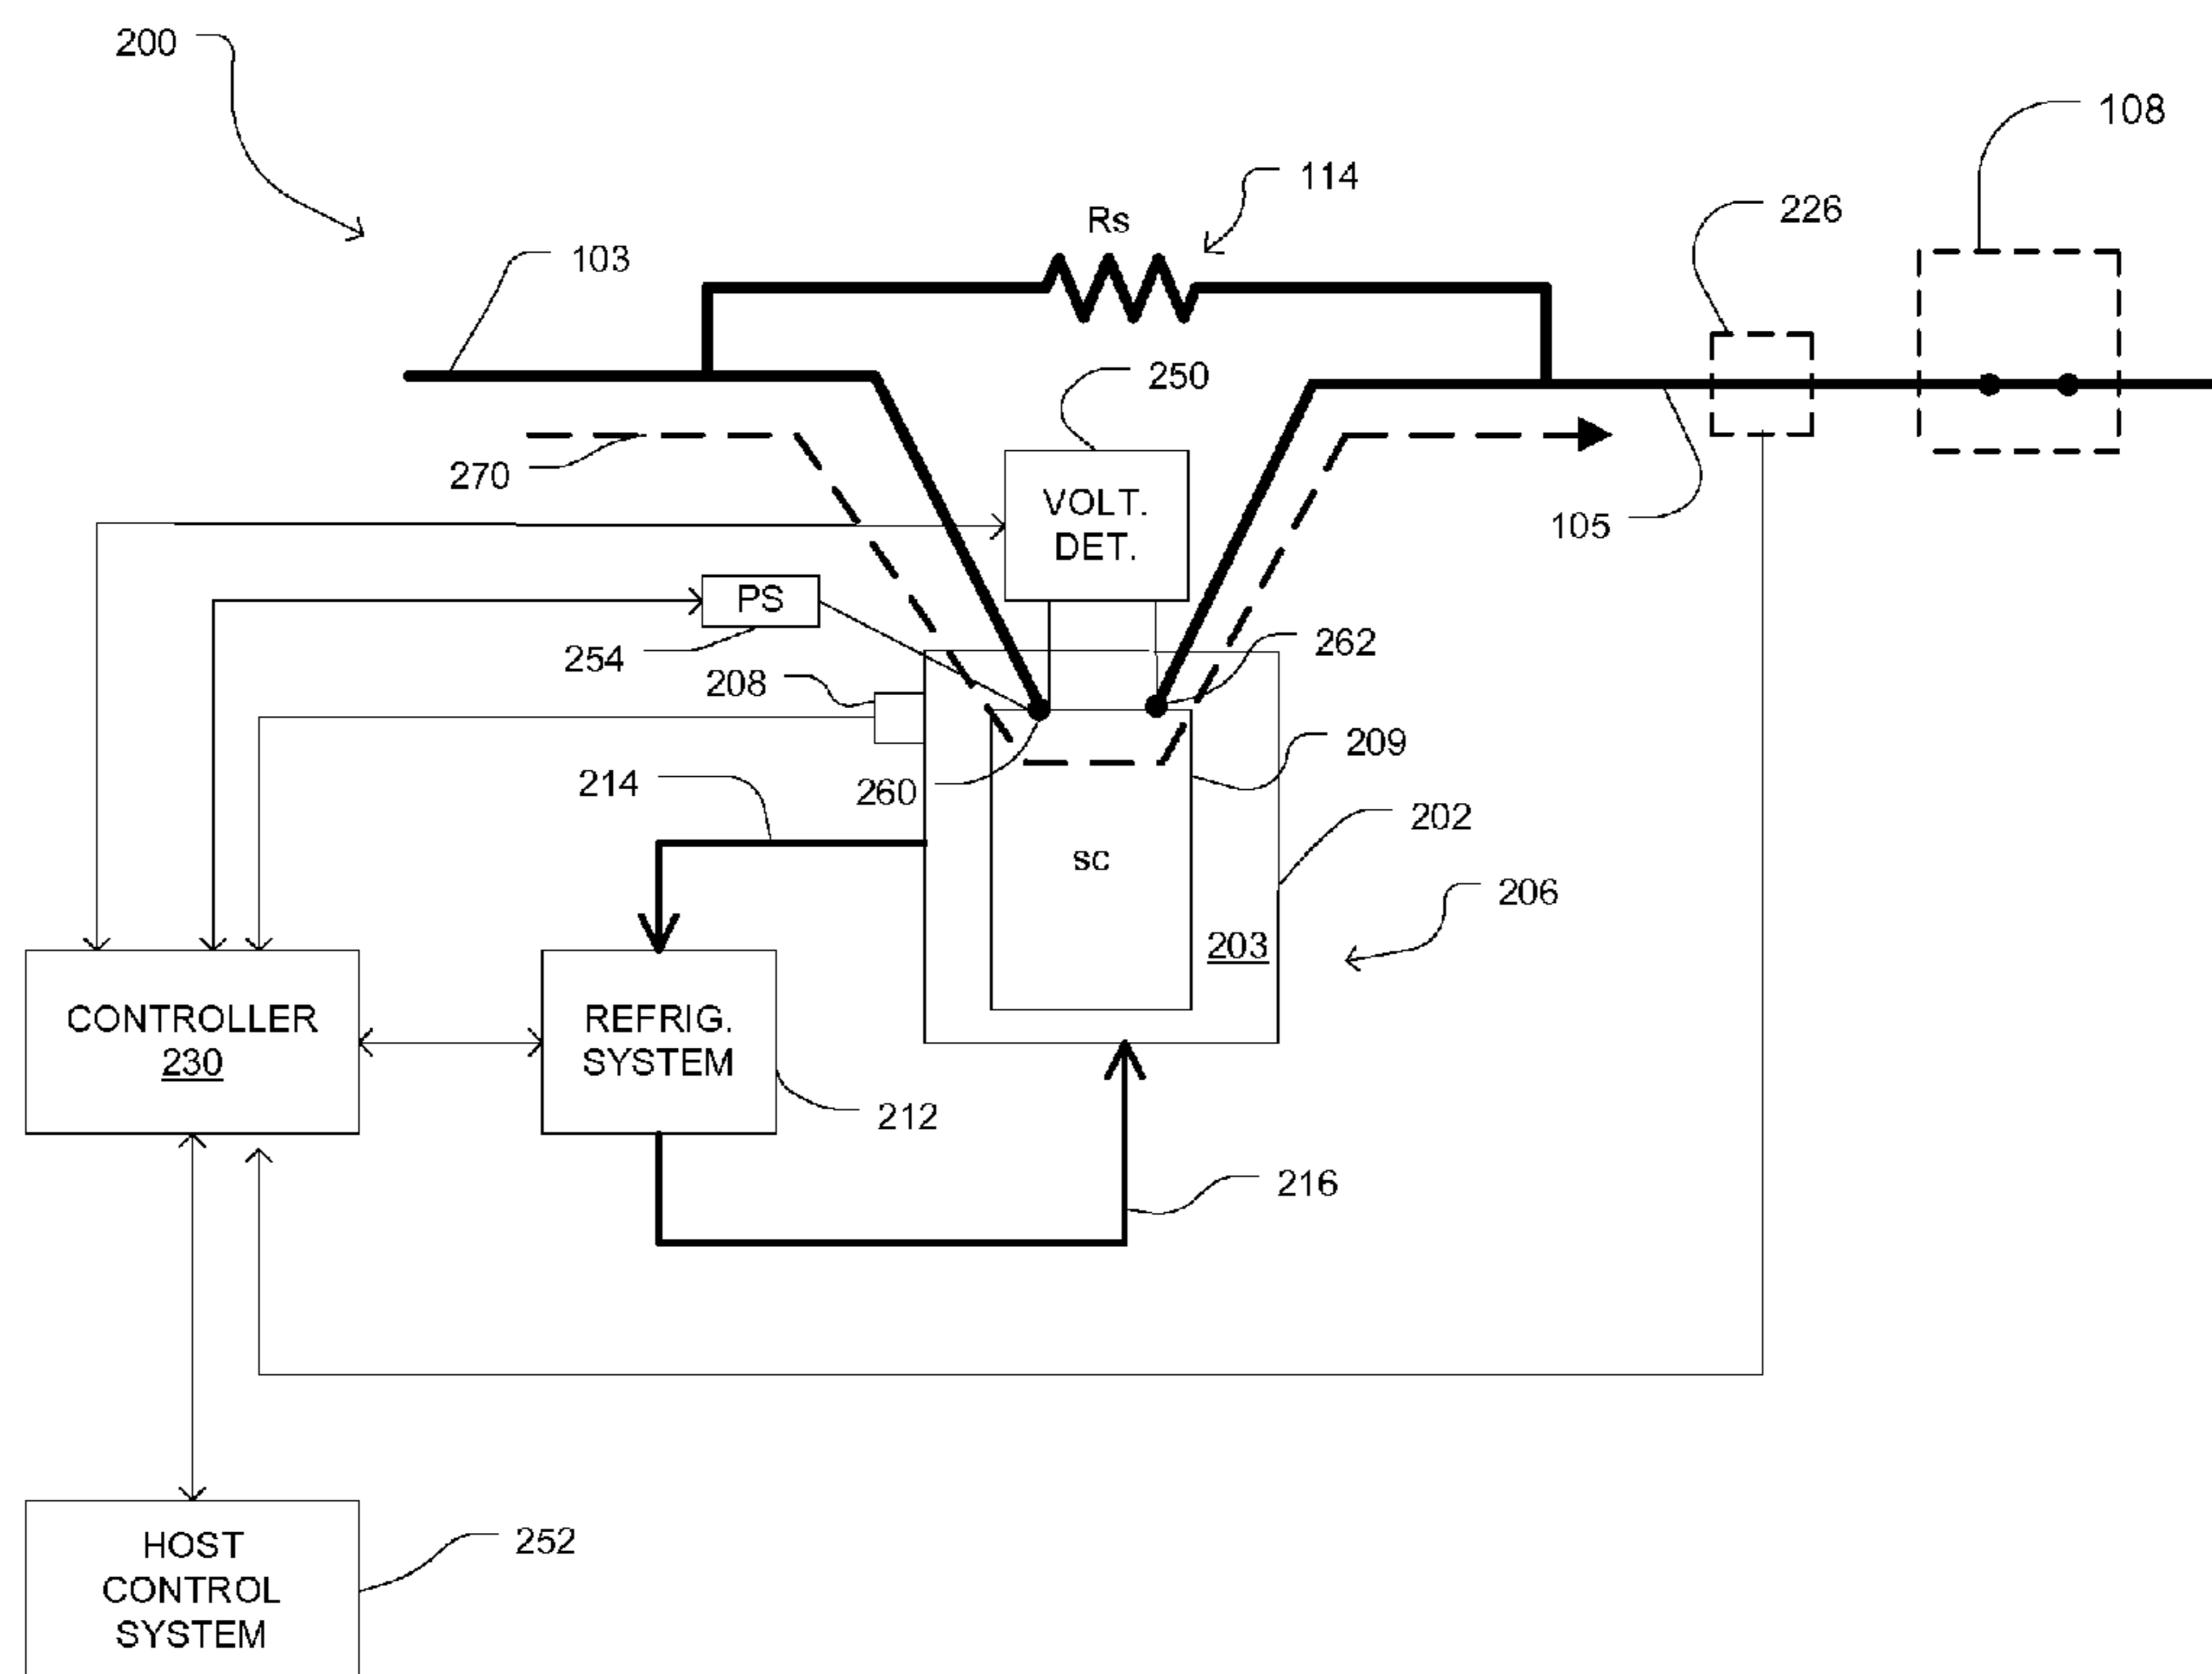 200
108
114
226
Rs
103
250
270
VOLT.
DET.
105
PS
254
262
208
209
214
260
202
sc
206
203
CONTROLLER
230
REFRIG.
SYSTEM
212
216
HOST
CONTROL
SYSTEM
252